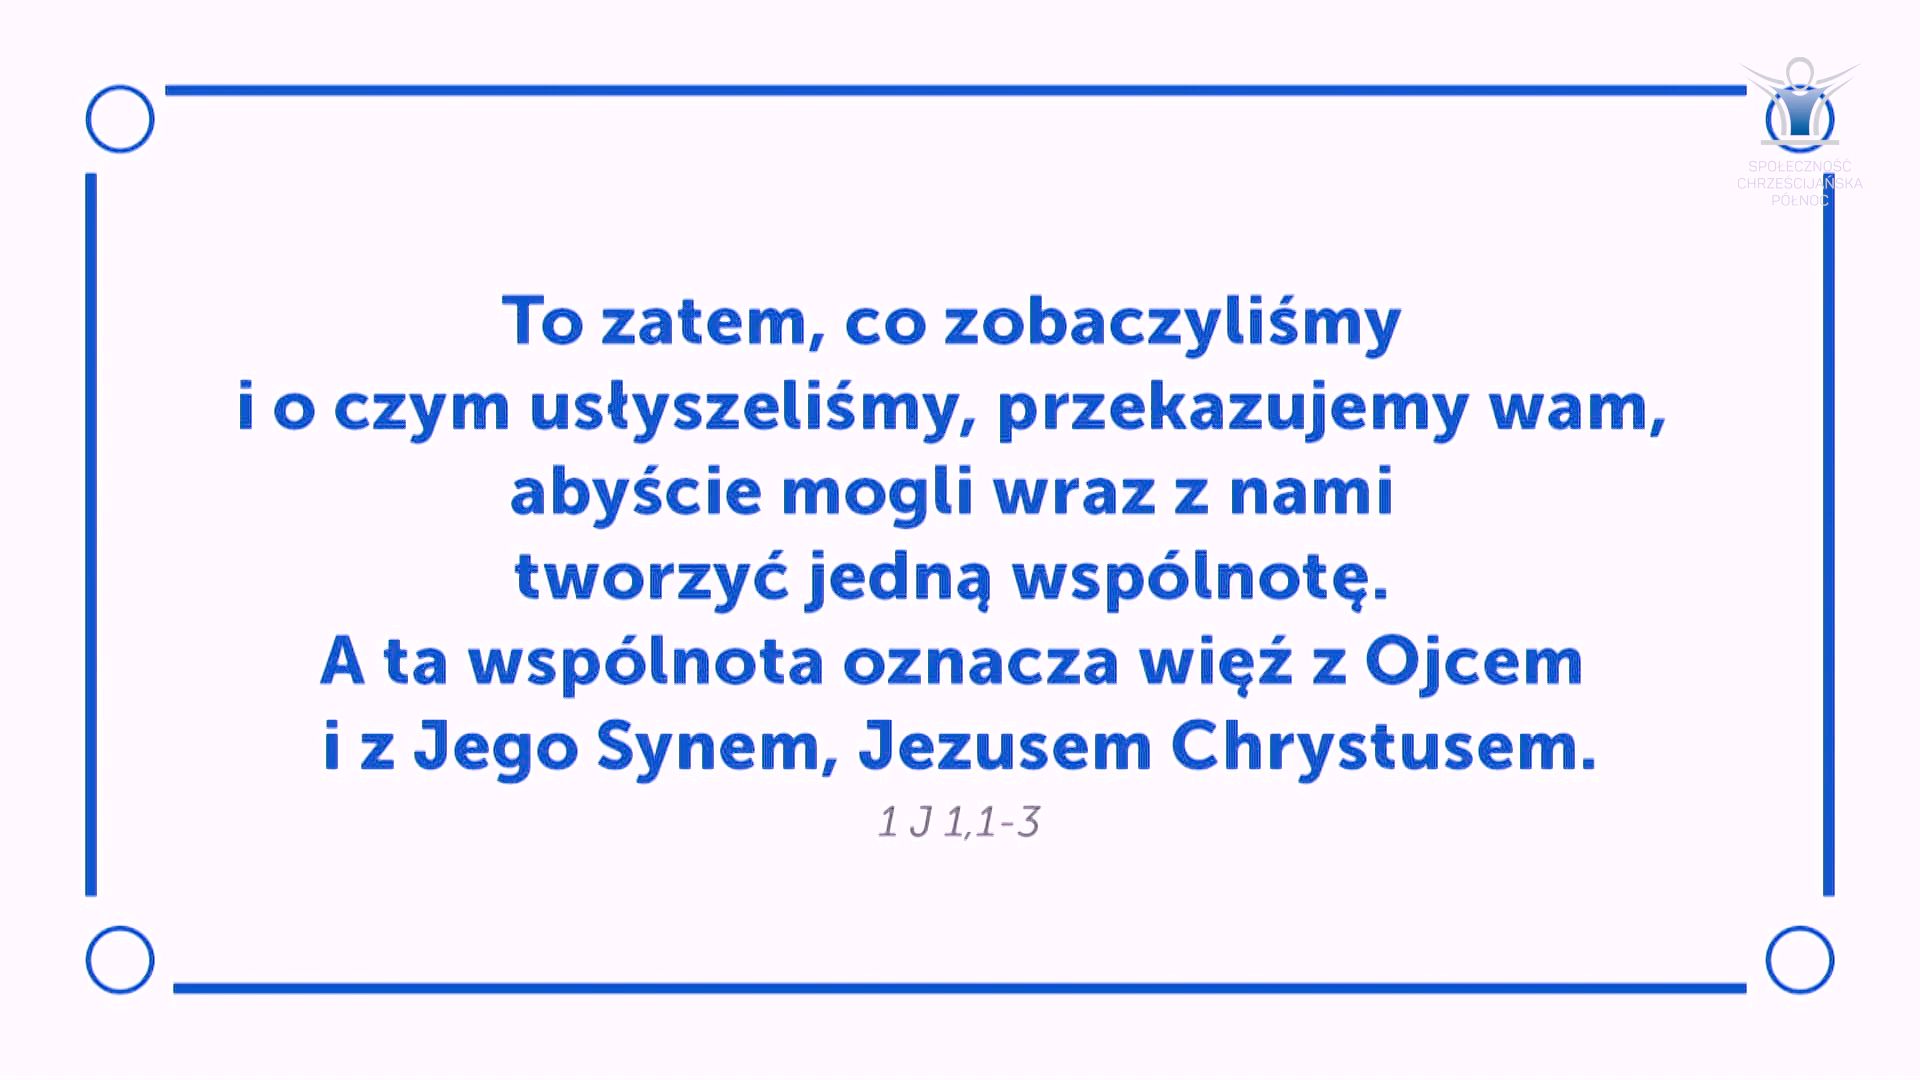 SPOŁECZNOŚĆ
CHRZEŚCIJAŃSKA
PÓŁNOC
To zatem, co zobaczyliśmy
i o czym usłyszeliśmy, przekazujemy wam,
abyście mogli wraz z nami
tworzyć jedną wspólnotę.
A ta wspólnota oznacza więź z Ojcem
i z Jego Synem, Jezusem Chrystusem.
1 J 1,1-3